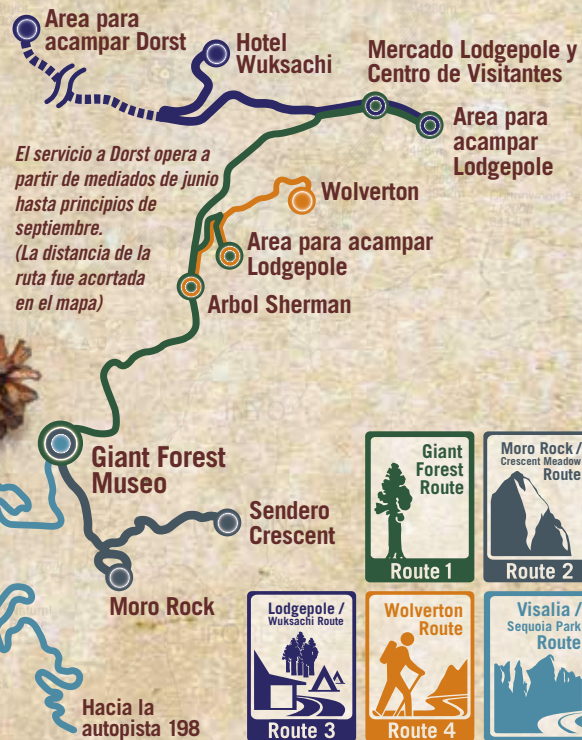 Area para
acampar Dorst
Hotel
Wuksachi
Mercado Lodgepole y
Centro de Visitantes
Area para
acampar
Lodgepole
El servicio a Dorst opera a
partir de mediados de junio
hasta principios de
septiembre.
(La distancia de la
ruta fue acortada
en el mapa)
Wolverton
Area para acampar
Lodgepole
Arbol Sherman
Giant Forest
Museo
Sendero
Crescent
Moro Rock
Hacia la
autopista 198
Giant
Forest
Route
Route 1
Moro Rock /
Crescent Meadow
Route
Route 2
Lodgepole /
Wuksachi Route
Route 3
Wolverton
Route
Route 4
Visalia /
Sequoia Park
Route